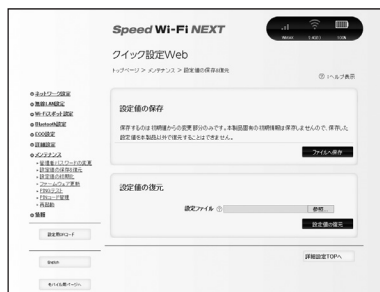 Speed Wi-Fi NEXT
クイック設定Web
トップページ > メンテナンス > 設定値の保存&復元
ヘルプ表示
ネットワーク設定
無線LAN設定
Wi-Fiスポット設定
Bluetooth設定
ECO設定
詳細設定
メンテナンス
- 管理者パスワードの変更
- 設定値の保存&復元
- 設定値の初期化
- ファームウェア更新
- PINGテスト
- PINコード管理
- 再起動
情報
設定用QRコード
English
モバイル用ページへ
設定値の保存
保存するのは初期値からの変更部分のみです。本製品固有の初期情報は保存しませんので、保存した
設定値を本製品以外で復元することはできません。
ファイルへ保存
設定値の復元
設定ファイル
参照...
設定値の復元
詳細設定TOPへ